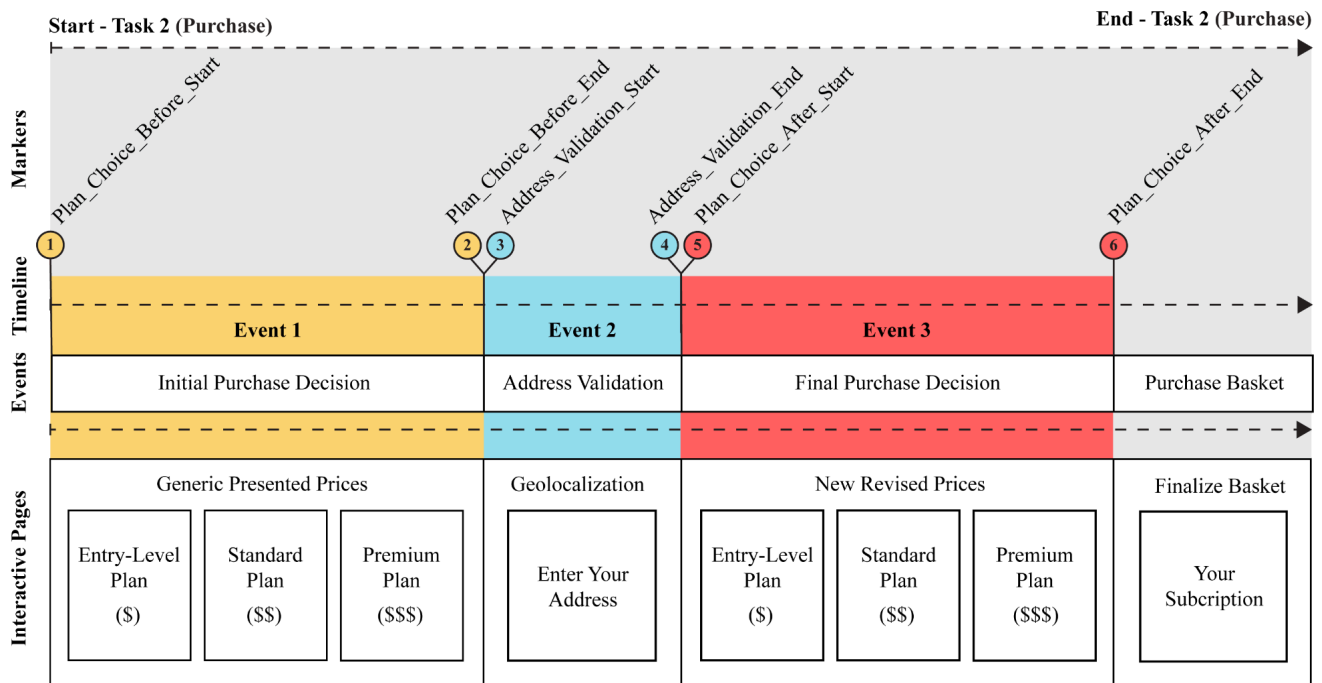 Start - Task 2 (Purchase)
End - Task 2 (Purchase)
Markers
Plan_Choice_Before_Start
Plan_Choice_Before_End
Address_Validation_Start
Address_Validation_End
Plan_Choice_After_Start
Plan_Choice_After_End
1
2
3
4
5
6
Timeline
Event 1
Event 2
Event 3
Events
Initial Purchase Decision
Address Validation
Final Purchase Decision
Purchase Basket
Interactive Pages
Generic Presented Prices
Entry-Level
Plan
($)
Standard
Plan
($$)
Premium
Plan
($$$)
Geolocalization
Enter Your
Address
New Revised Prices
Entry-Level
Plan
($)
Standard
Plan
($$)
Premium
Plan
($$$)
Finalize Basket
Your
Subcription